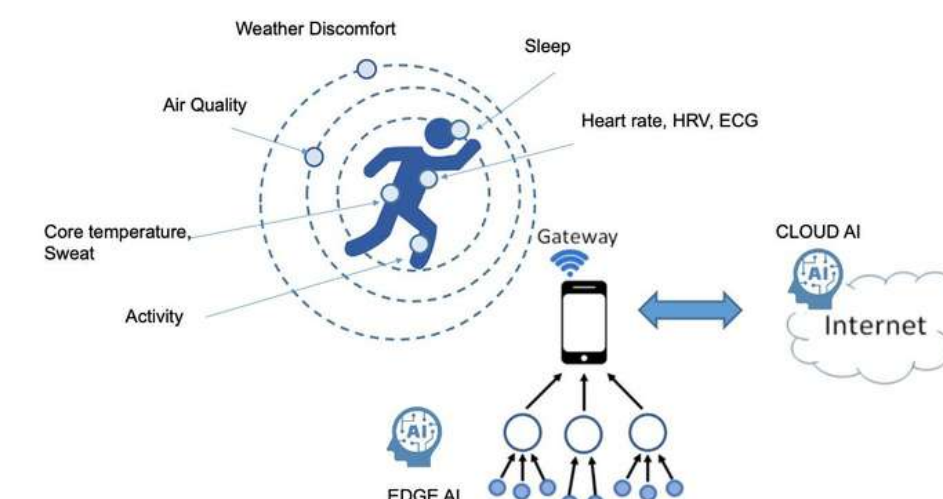 Weather Discomfort
Sleep
Air Quality
Heart rate, HRV, ECG
Core temperature,
Sweat
Gateway
CLOUD AI
AI
Internet
Activity
AI
EDGE AI